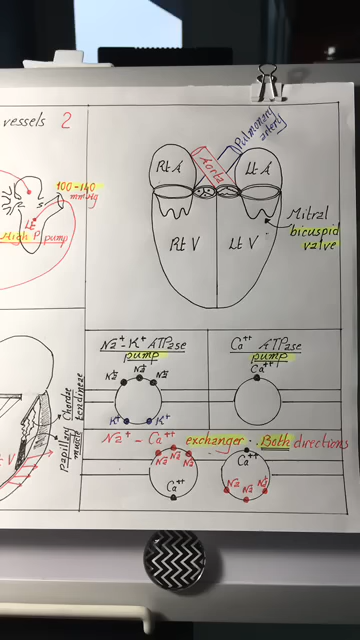 vessels 2
100-140
mmHg
Lt
High P pump
Pulmonary
artery
Aorta
Rt A
Lt A
Mitral
bicuspid
valve
Rt V
Lt V
t V
Chordae
tendineae
Papillary
muscle
Na+-K+ ATPase
pump
Na+ Na+ Na+
K+ K+
Ca++ ATPase
pump
Ca++
Na+ - Ca++ exchanger .. Both directions
Na+ Na+ Na+
Ca++
Ca++
Na+ Na+ Na+